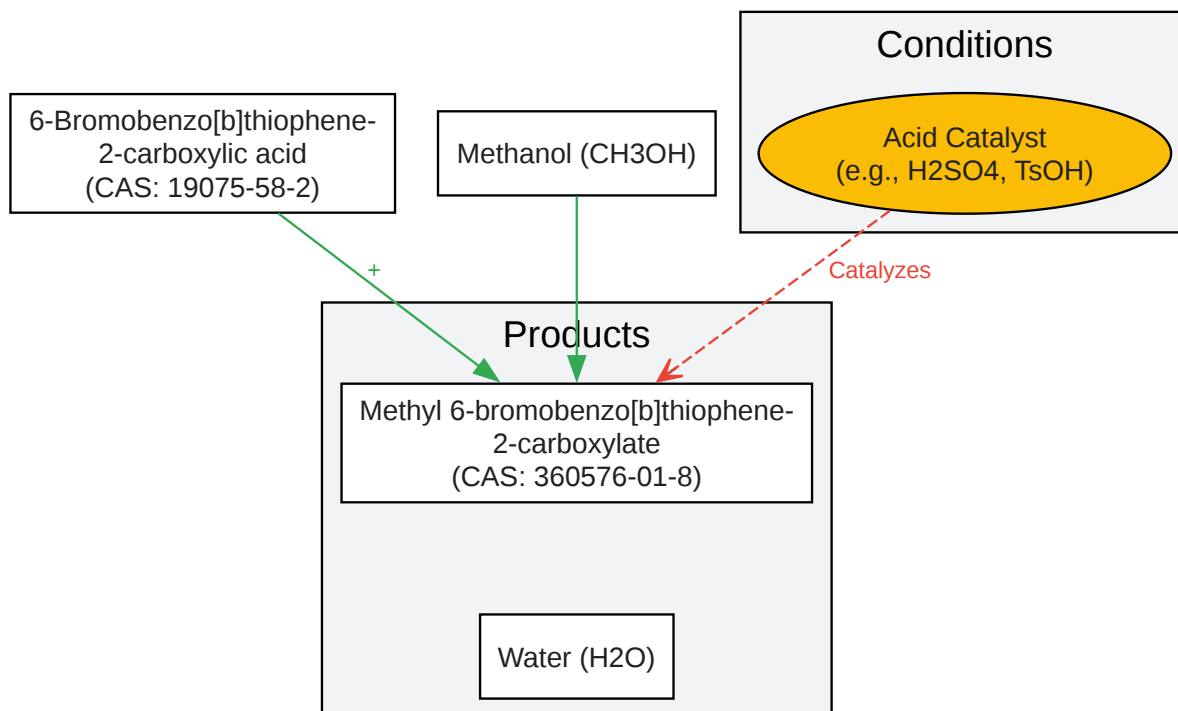 Conditions
6-Bromobenzo[b]thiophene-
2-carboxylic acid
(CAS: 19075-58-2)
Methanol (CH3OH)
Acid Catalyst
(e.g., H2SO4, TsOH)
+
Catalyzes
Products
Methyl 6-bromobenzo[b]thiophene-
2-carboxylate
(CAS: 360576-01-8)
Water (H2O)